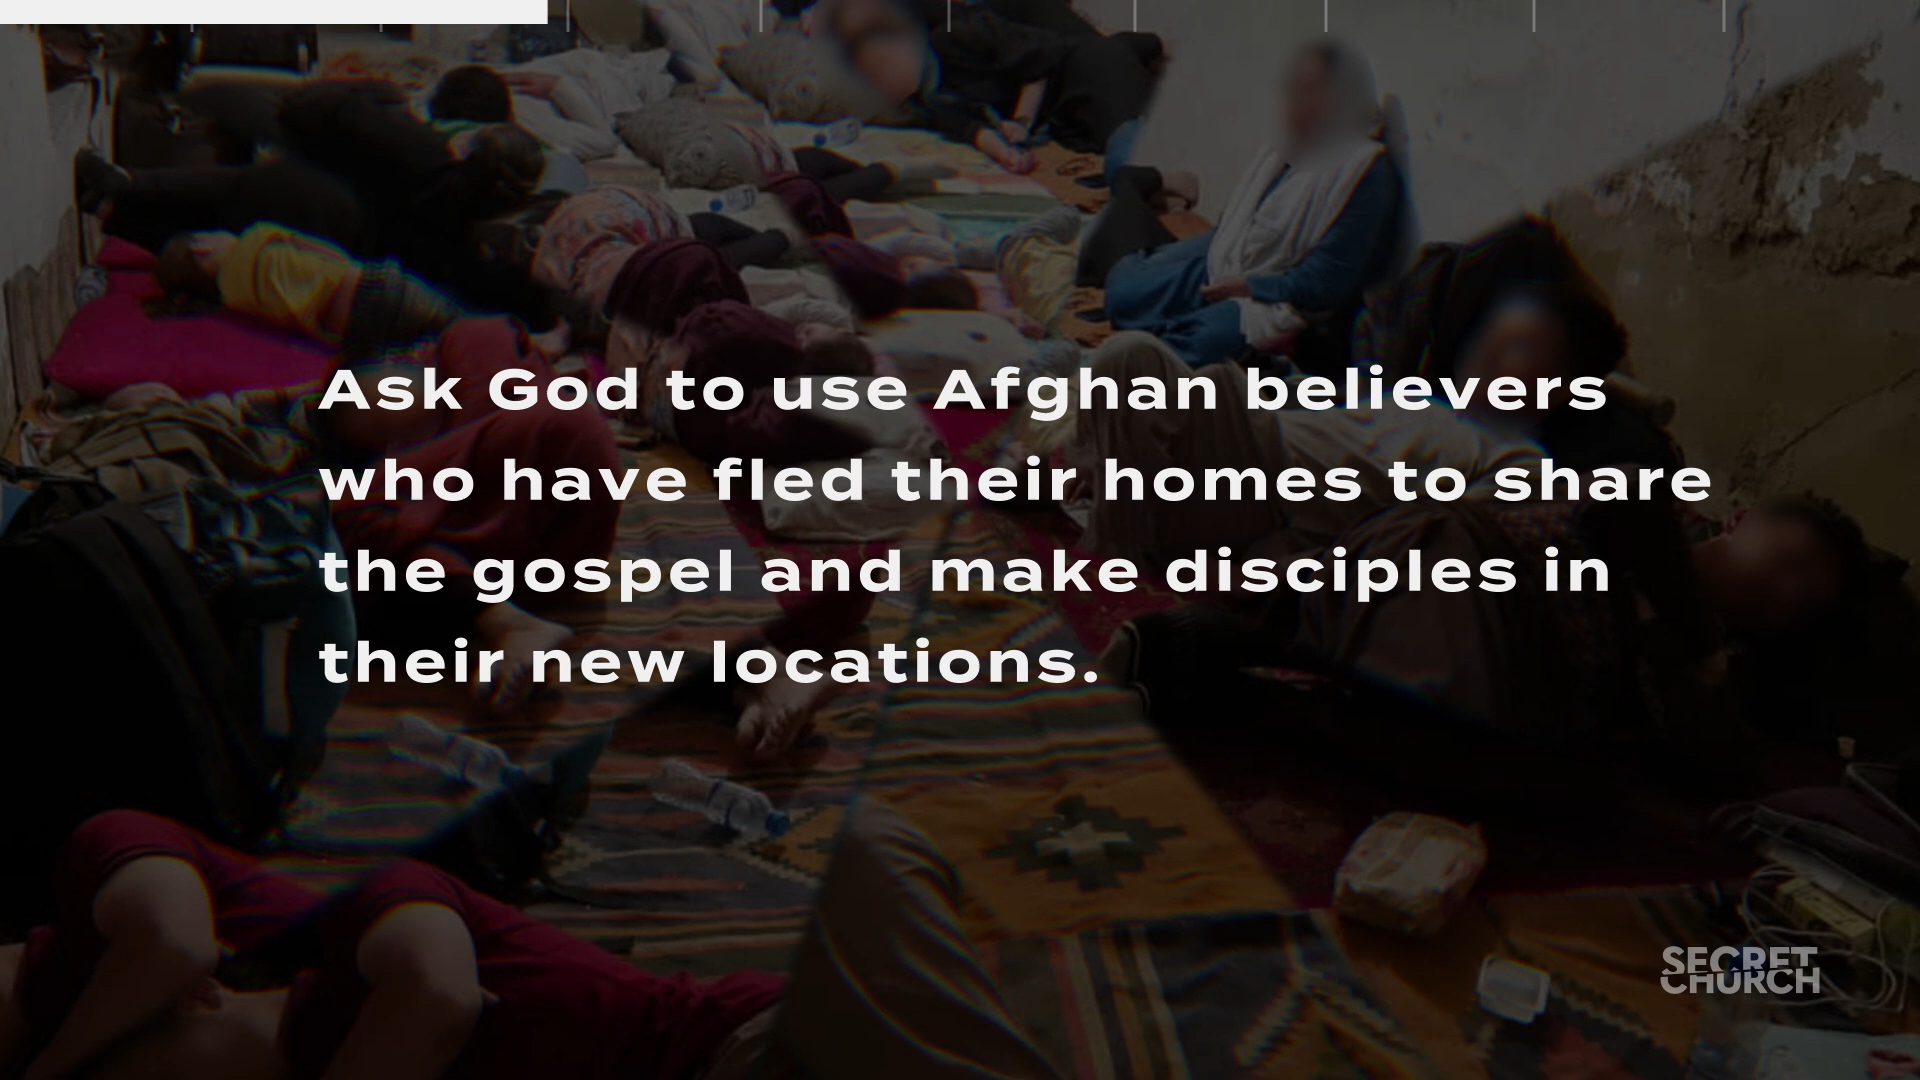 Ask God to use Afghan believers
who have fled their homes to share
the gospel and make disciples in
their new locations.
SECRET
CHURCH